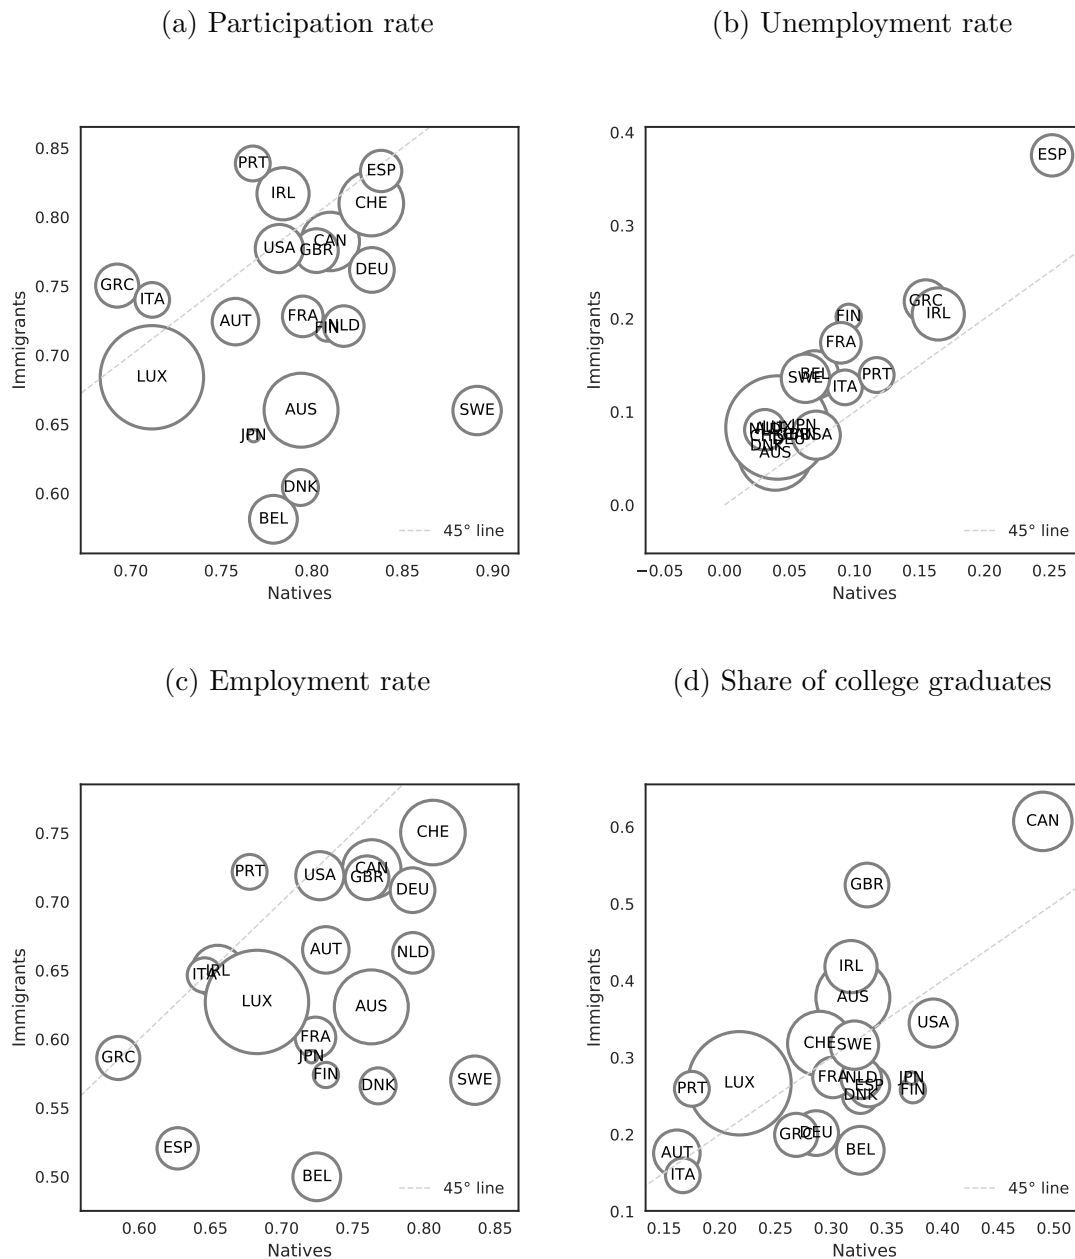 (a) Participation rate
0.85
0.80
0.75
0.70
0.65
0.60
Immigrants
PRT
ESP
IRL
CHE
CAN
USA
GBR
DEU
GRC
ITA
AUT
FRA
FIN
NLD
LUX
AUS
SWE
JPN
DNK
BEL
45° line
0.70 0.75 0.80 0.85 0.90
Natives
(b) Unemployment rate
0.4
0.3
0.2
0.1
0.0
Immigrants
ESP
GRC
IRL
FIN
FRA
BEL
SWE
PRT
ITA
JPN
USA
DEU
DNK
AUS
45° line
−0.05 0.00 0.05 0.10 0.15 0.20 0.25
Natives
(c) Employment rate
0.75
0.70
0.65
0.60
0.55
0.50
Immigrants
CHE
PRT
USA
CAN
GBR
DEU
AUT
NLD
ITA
IRL
LUX
AUS
FRA
JPN
GRC
FIN
DNK
SWE
ESP
BEL
45° line
0.60 0.65 0.70 0.75 0.80 0.85
Natives
(d) Share of college graduates
0.6
0.5
0.4
0.3
0.2
0.1
Immigrants
CAN
GBR
IRL
AUS
USA
CHE
SWE
LUX
PRT
FRA
NLD
ESP
DNK
JPN
FIN
GRC
DEU
BEL
AUT
ITA
45° line
0.15 0.20 0.25 0.30 0.35 0.40 0.45 0.50
Natives